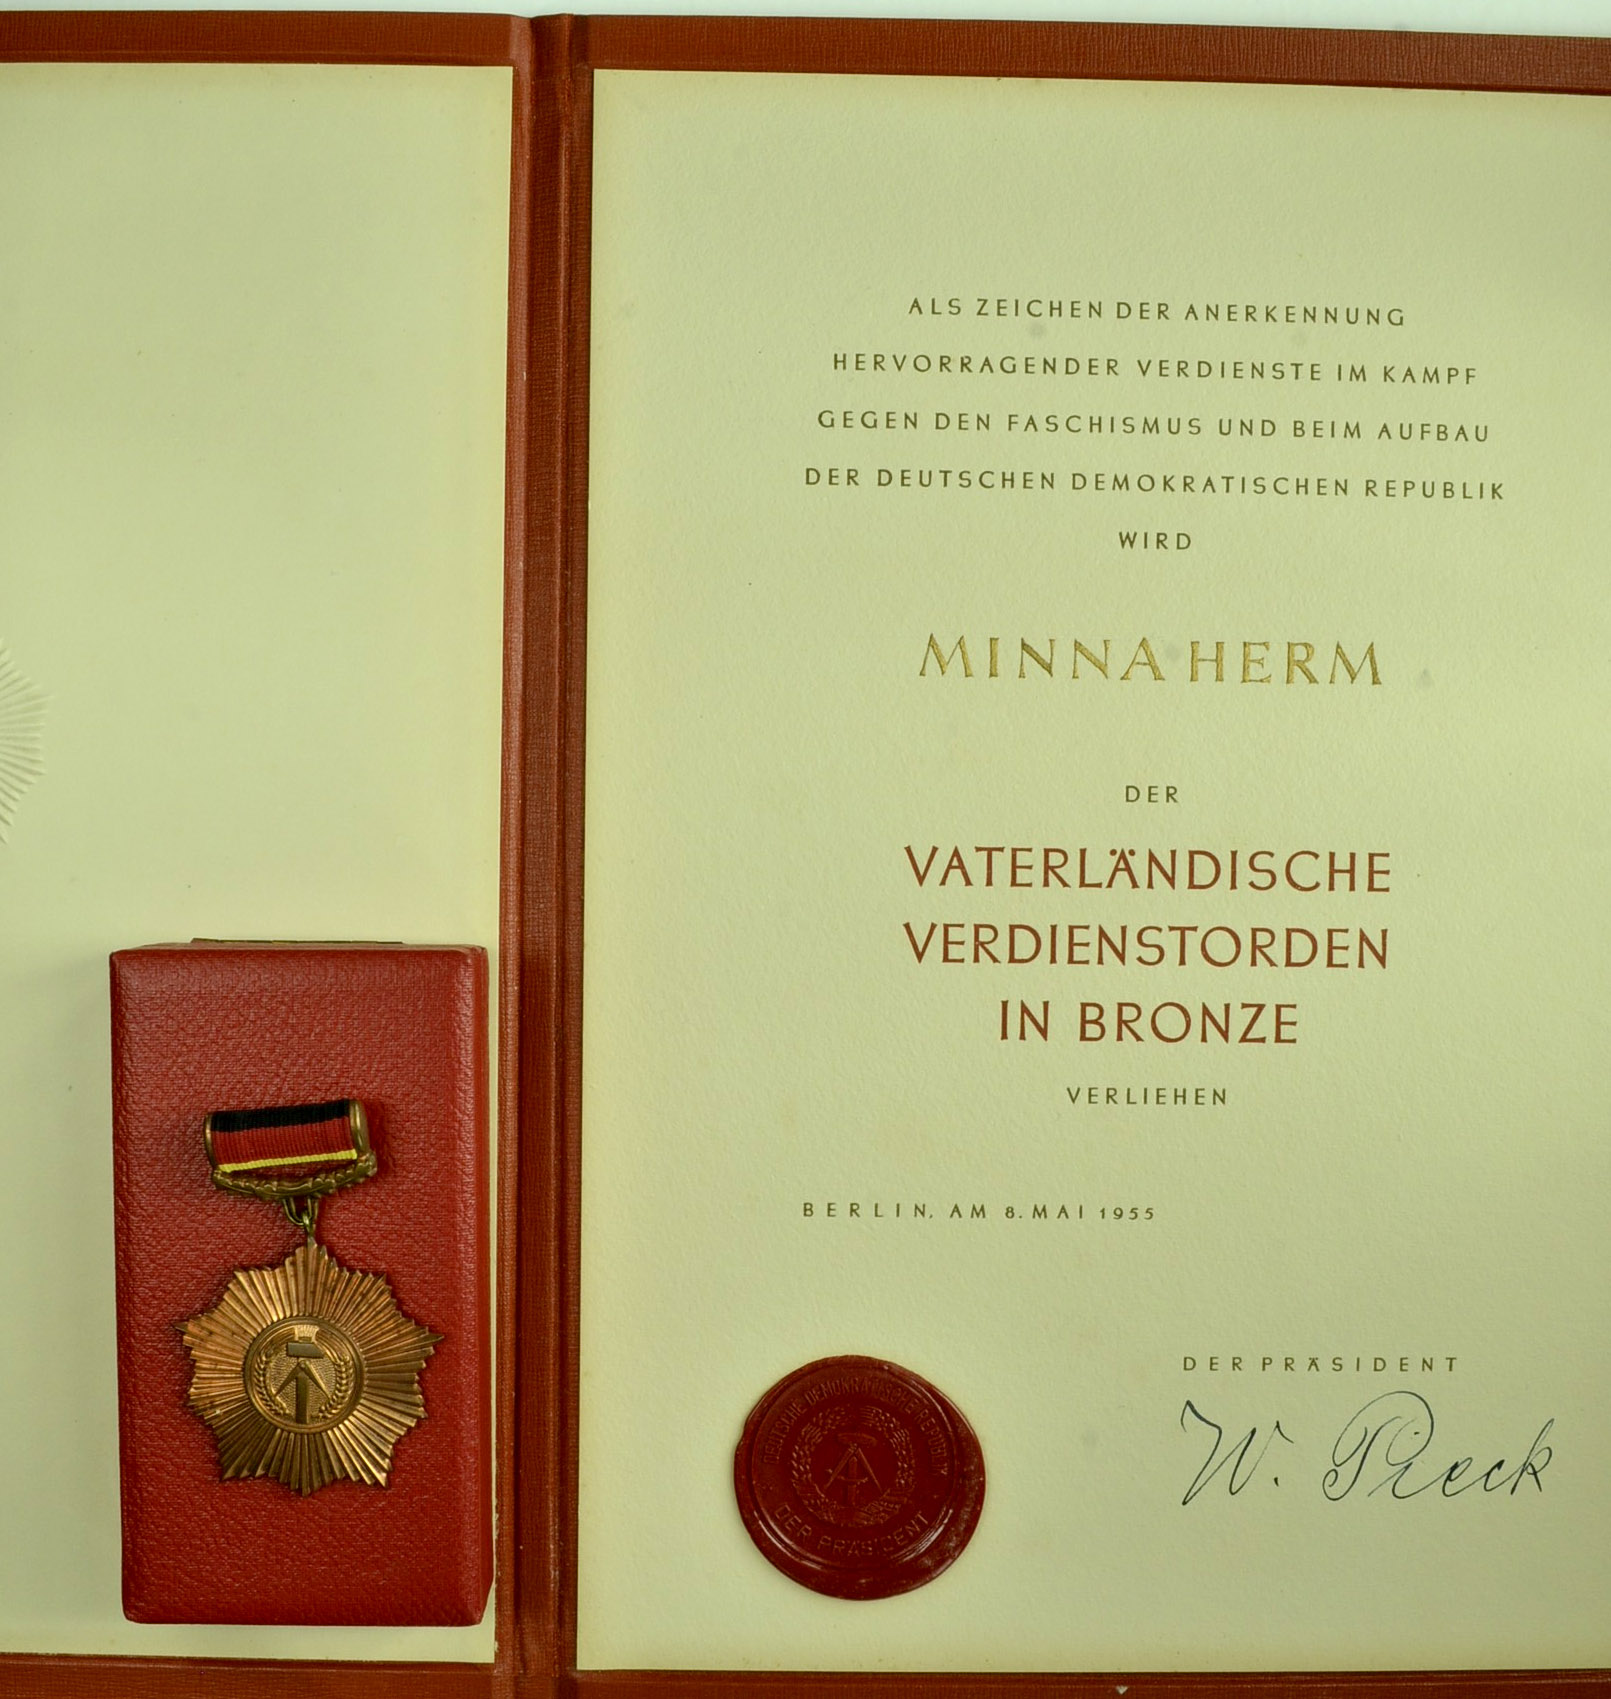 ALS ZEICHEN DER ANERKENNUNG
HERVORRAGENDER VERDIENSTE IM KAMPF
GEGEN DEN FASCHISMUS UND BEIM AUFBAU
DER DEUTSCHEN DEMOKRATISCHEN REPUBLIK
WIRD
MINNA HERM
DER
VATERLÄNDISCHE
VERDIENSTORDEN
IN BRONZE
VERLIEHEN
BERLIN, AM 8. MAI 1955
DER PRÄSIDENT
W. Pieck
DEUTSCHE DEMOKRATISCHE REPUBLIK
DER PRÄSIDENT